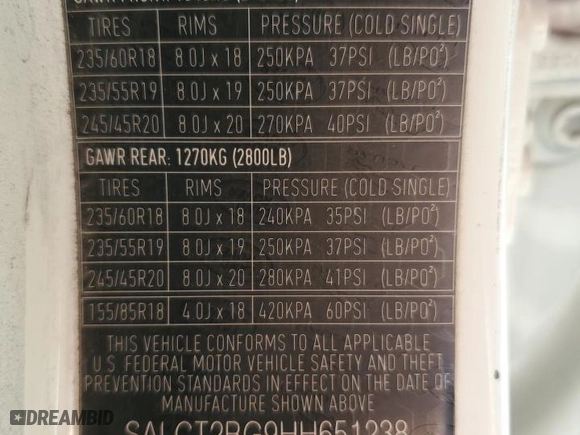 TIRES RIMS PRESSURE (COLD SINGLE)
235/60R18 8.0J x 18 250KPA 37PSI (LB/PO²)
235/55R19 8.0J x 19 250KPA 37PSI (LB/PO²)
245/45R20 8.0J x 20 270KPA 40PSI (LB/PO²)
GAWR REAR: 1270KG (2800LB)
TIRES RIMS PRESSURE (COLD SINGLE)
235/60R18 8.0J x 18 240KPA 35PSI (LB/PO²)
235/55R19 8.0J x 19 250KPA 37PSI (LB/PO²)
245/45R20 8.0J x 20 280KPA 41PSI (LB/PO²)
155/85R18 4.0J x 18 420KPA 60PSI (LB/PO²)
THIS VEHICLE CONFORMS TO ALL APPLICABLE
U.S. FEDERAL MOTOR VEHICLE SAFETY AND THEFT
PREVENTION STANDARDS IN EFFECT ON THE DATE OF
MANUFACTURE SHOWN ABOVE
SALCT2BG9HH651238
DREAMBID